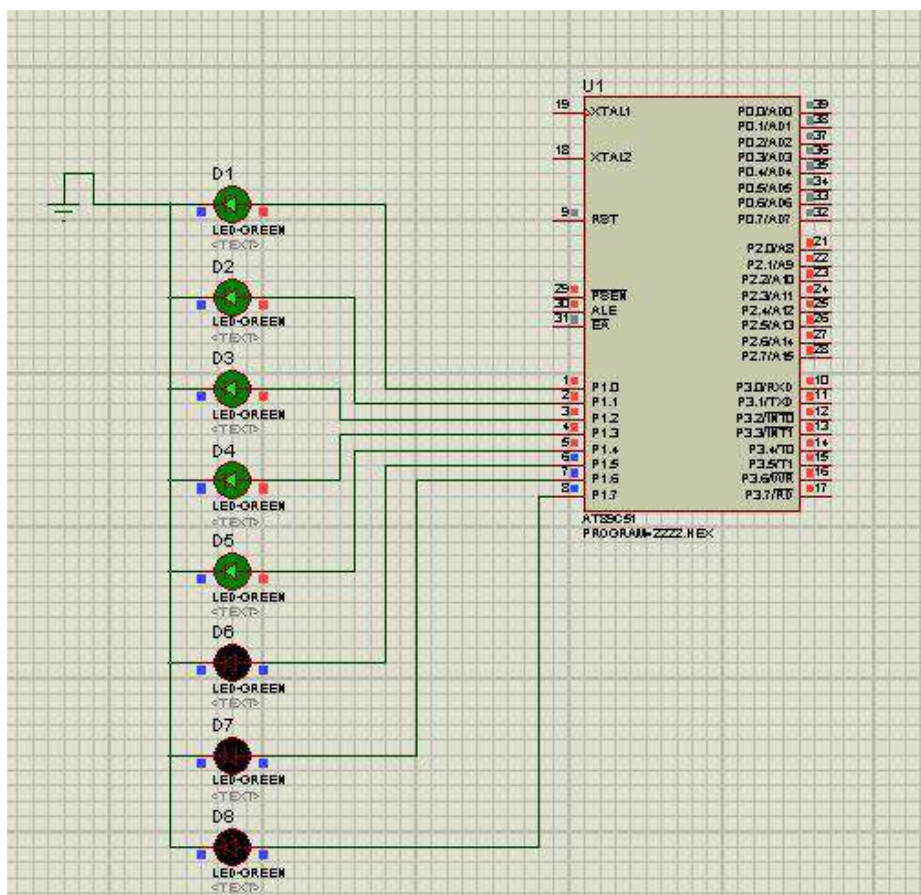 U1
19 XTAL1 P0.0/AD0 39
P0.1/AD1 38
P0.2/AD2 37
18 XTAL2 P0.3/AD3 36
P0.4/AD4 35
P0.5/AD5 34
P0.6/AD6 33
9 RST P0.7/AD7 32
P2.0/A8 21
P2.1/A9 22
P2.2/A10 23
29 PSEN P2.3/A11 24
30 ALE P2.4/A12 25
31 EA P2.5/A13 26
P2.6/A14 27
P2.7/A15 28
1 P1.0 P3.0/RXD 10
2 P1.1 P3.1/TXD 11
3 P1.2 P3.2/INT0 12
4 P1.3 P3.3/INT1 13
5 P1.4 P3.4/T0 14
6 P1.5 P3.5/T1 15
7 P1.6 P3.6/WR 16
8 P1.7 P3.7/RD 17
AT89C51
PROGRAM=ZZZZ.HEX
D1
LED-GREEN
<TEXT>
D2
LED-GREEN
<TEXT>
D3
LED-GREEN
<TEXT>
D4
LED-GREEN
<TEXT>
D5
LED-GREEN
<TEXT>
D6
LED-GREEN
<TEXT>
D7
LED-GREEN
<TEXT>
D8
LED-GREEN
<TEXT>